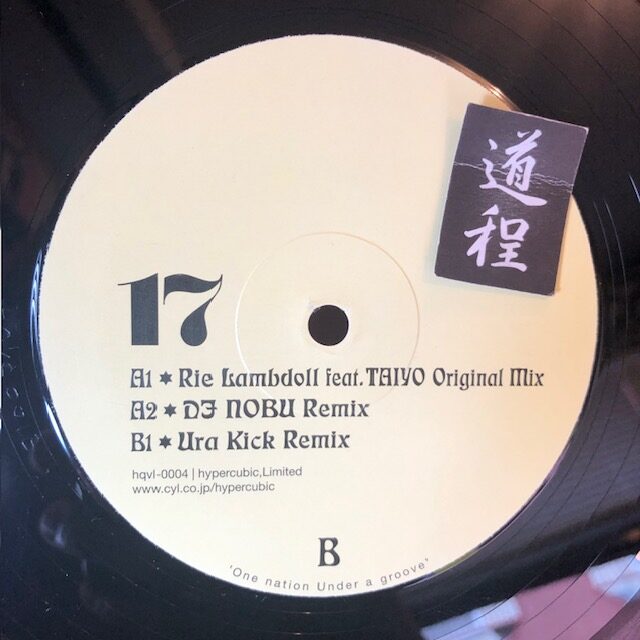 道程
17
A1 ✶ Rie Lambdoll feat. TAIYO Original Mix
A2 ✶ DJ NOBU Remix
B1 ✶ Ura Kick Remix
hqvl-0004 | hypercubic,Limited
www.cyl.co.jp/hypercubic
B
'One nation Under a groove'